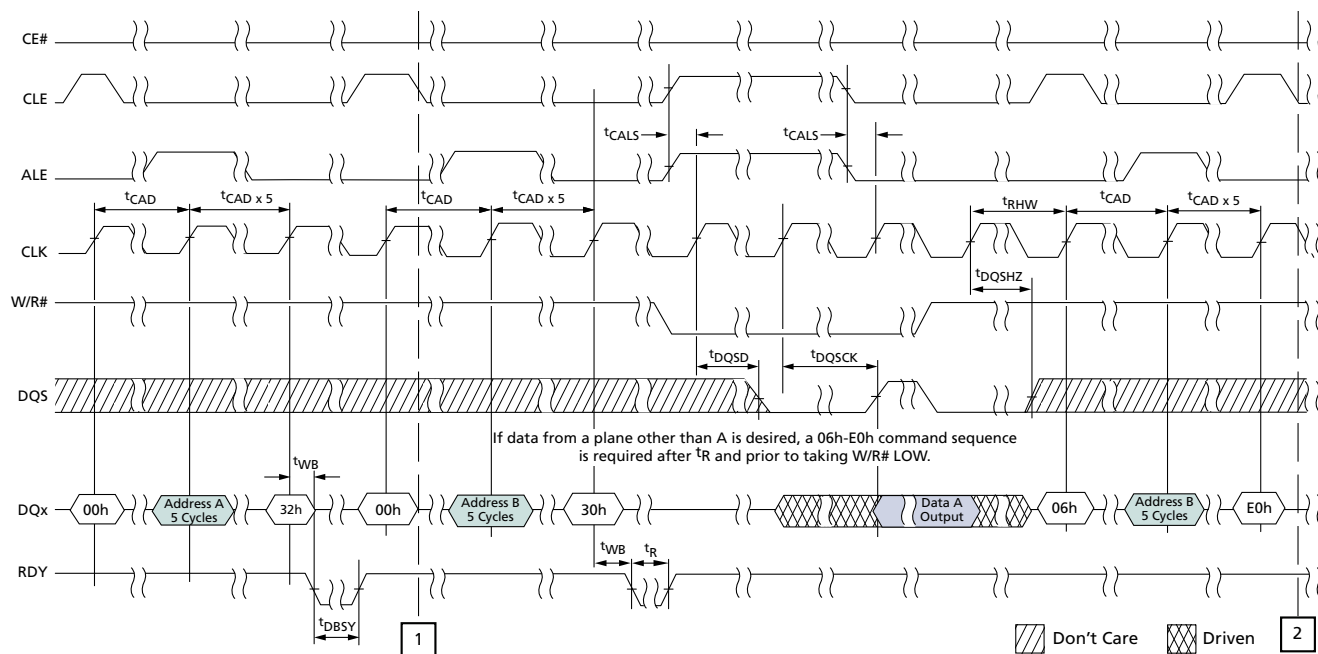 CE#
CLE
tCALS
tCALS
ALE
tCAD
tCAD x 5
tCAD
tCAD x 5
tRHW
tCAD
tCAD x 5
CLK
tDQSHZ
W/R#
tDQSD
tDQSCK
DQS
If data from a plane other than A is desired, a 06h-E0h command sequence
is required after tR and prior to taking W/R# LOW.
tWB
DQx
00h
Address A
5 Cycles
32h
00h
Address B
5 Cycles
30h
Data A
Output
06h
Address B
5 Cycles
E0h
tWB
tR
RDY
tDBSY
1
Don't Care
Driven
2